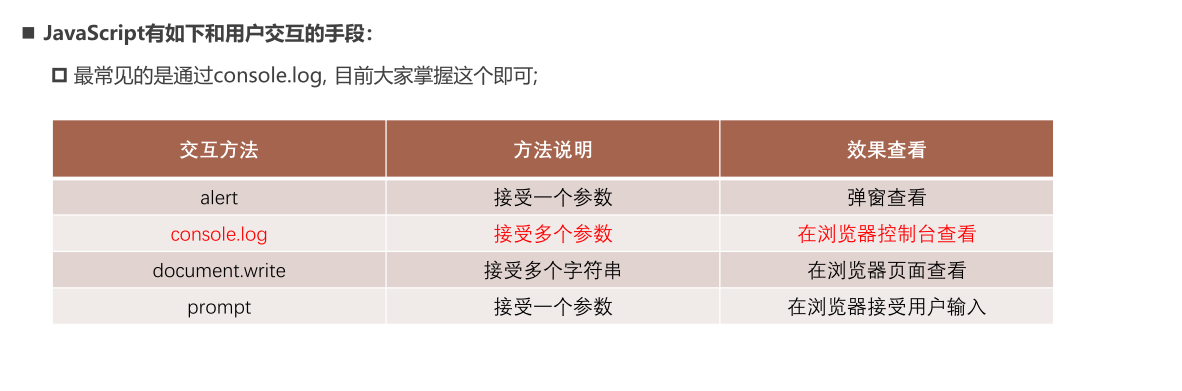 JavaScript有如下和用户交互的手段：
最常见的是通过console.log, 目前大家掌握这个即可;
交互方法 方法说明 效果查看
alert 接受一个参数 弹窗查看
console.log 接受多个参数 在浏览器控制台查看
document.write 接受多个字符串 在浏览器页面查看
prompt 接受一个参数 在浏览器接受用户输入